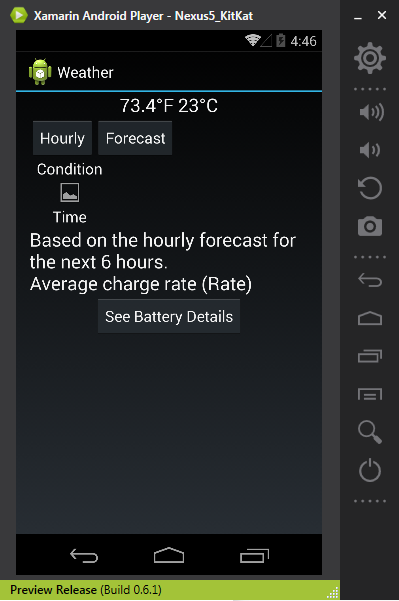 Xamarin Android Player - Nexus5_KitKat
4:46
Weather
73.4°F 23°C
Hourly Forecast
Condition
Time
Based on the hourly forecast for
the next 6 hours.
Average charge rate (Rate)
See Battery Details
Preview Release (Build 0.6.1)